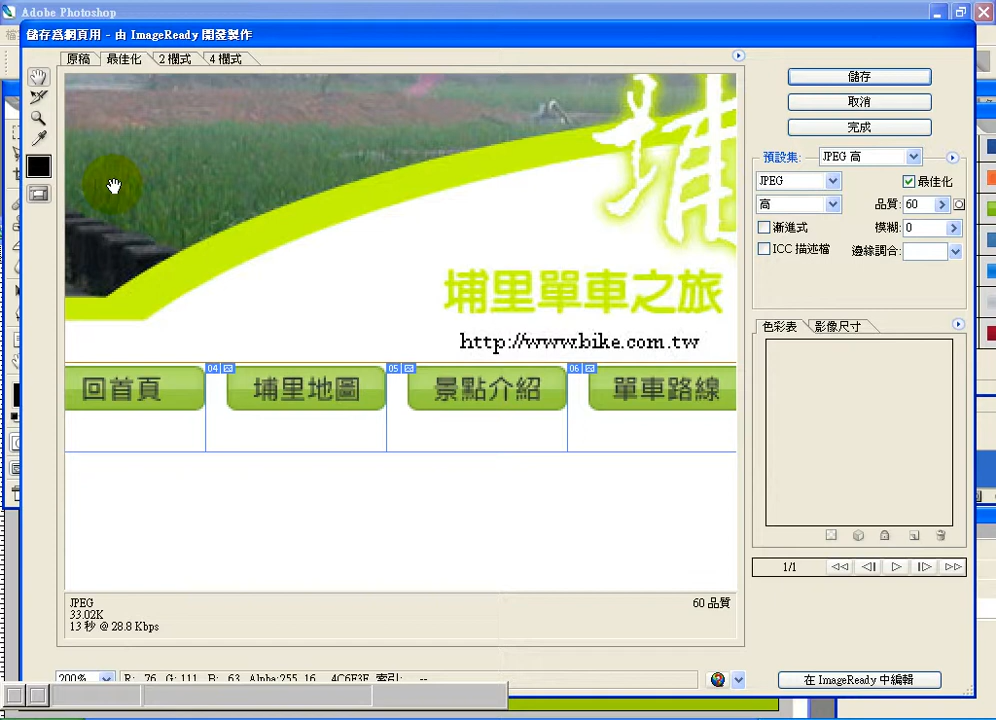 Adobe Photoshop
儲存為網頁用 - 由 ImageReady 開發製作
原稿 最佳化 2 欄式 4 欄式
儲存
取消
完成
預設集: JPEG 高
JPEG 最佳化
高 品質: 60
漸進式 模糊: 0
ICC 描述檔 邊緣調合:
埔
埔里單車之旅
http://www.bike.com.tw
色彩表 影像尺寸
04 05 06
回首頁 埔里地圖 景點介紹 單車路線
1/1
JPEG 60 品質
33.02K
13 秒 @ 28.8 Kbps
200% R: 76 G: 111 B: 63 Alpha:255 16 4C6F3F 索引: --
在 ImageReady 中編輯